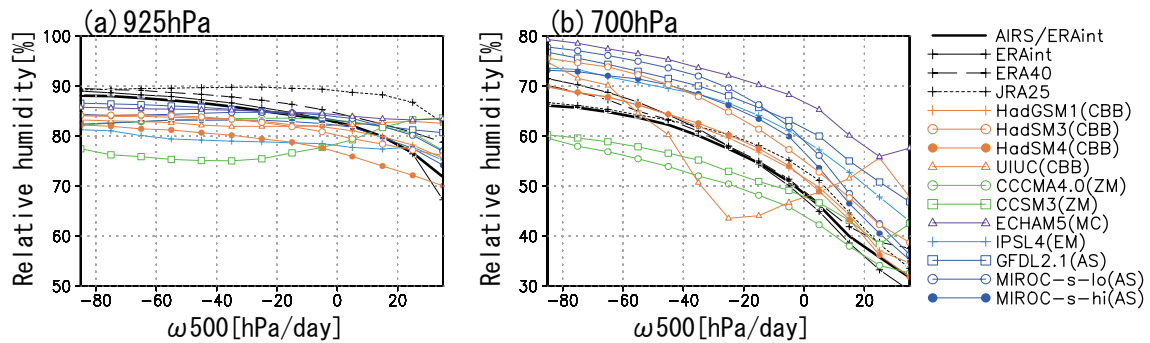 (a) 925hPa
Relative humidity[%]
100
90
80
70
60
50
-80 -60 -40 -20 0 20
ω500[hPa/day]
(b) 700hPa
Relative humidity[%]
80
70
60
50
40
30
-80 -60 -40 -20 0 20
ω500[hPa/day]
AIRS/ERAint
ERAint
ERA40
JRA25
HadGSM1(CBB)
HadSM3(CBB)
HadSM4(CBB)
UIUC(CBB)
CCCMA4.0(ZM)
CCSM3(ZM)
ECHAM5(MC)
IPSL4(EM)
GFDL2.1(AS)
MIROC-s-lo(AS)
MIROC-s-hi(AS)